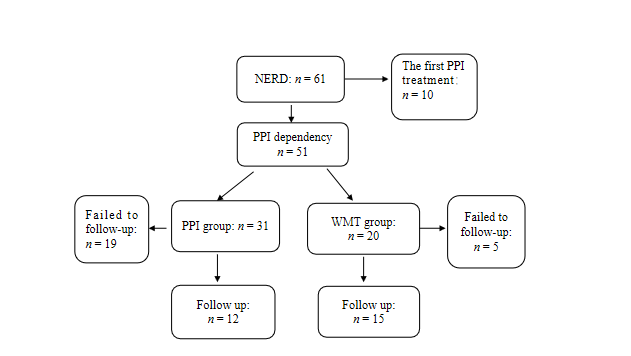 NERD: n = 61
The first PPI
treatment:
n = 10
PPI dependency
n = 51
Failed to
follow-up:
n = 19
PPI group: n = 31
WMT group:
n = 20
Failed to
follow-up:
n = 5
Follow up:
n = 12
Follow up:
n = 15